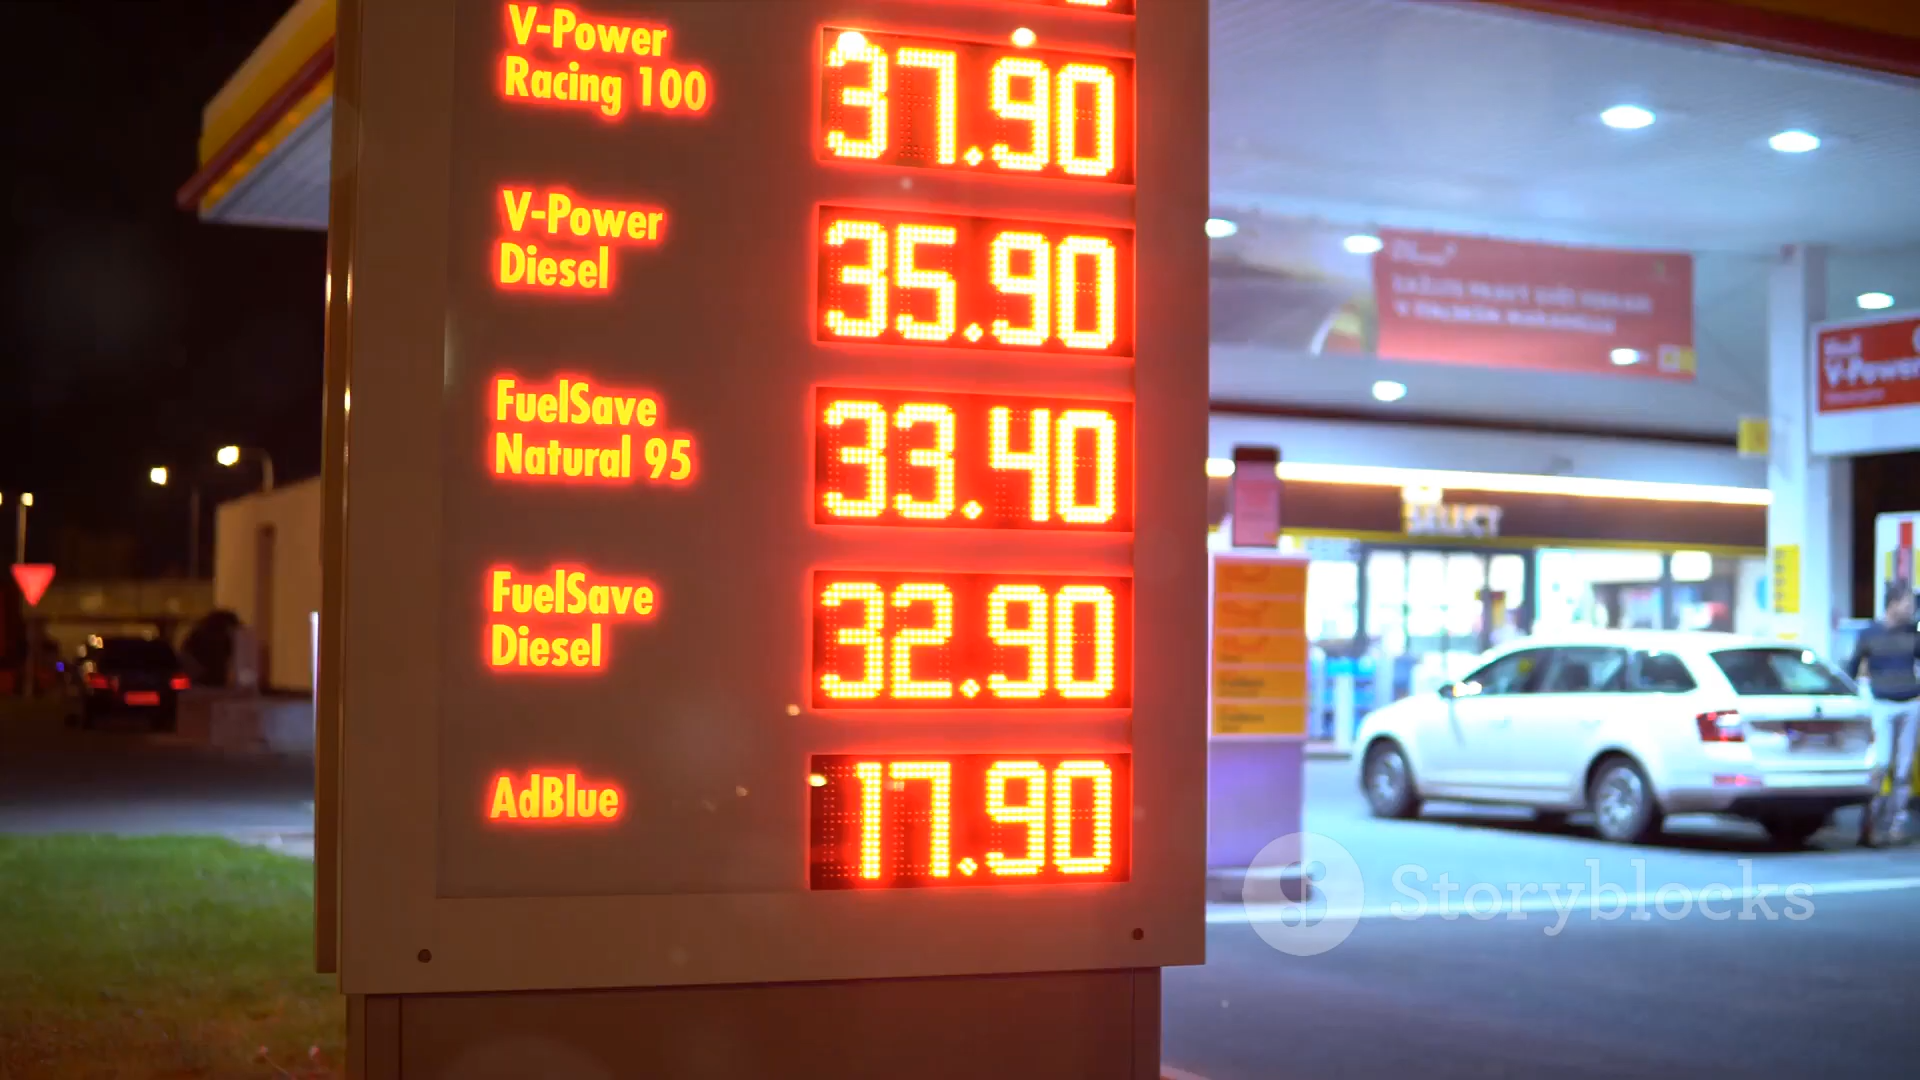 V-Power
Racing 100
37.90
V-Power
Diesel
35.90
FuelSave
Natural 95
33.40
FuelSave
Diesel
32.90
AdBlue
17.90
SELECT
V-Power
Storyblocks